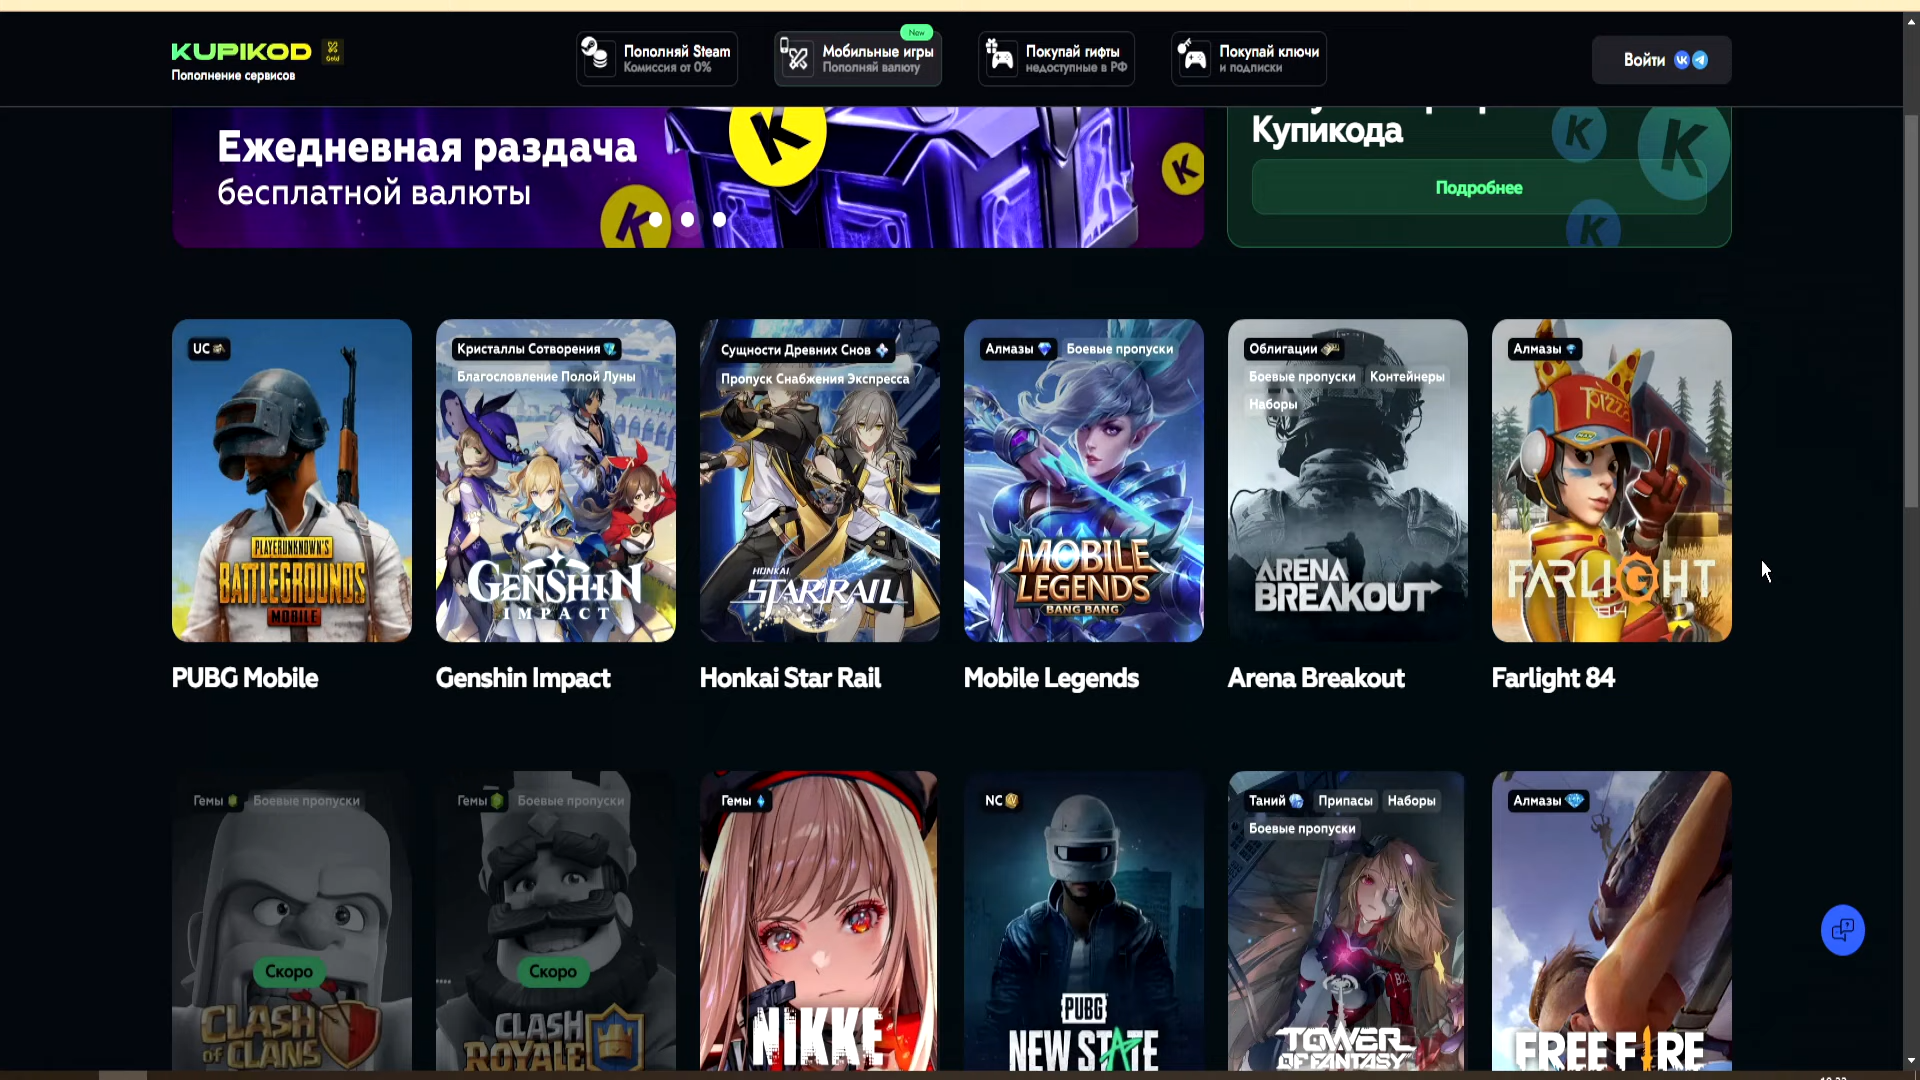 KUPIKOD
Gold
Пополнение сервисов
Пополняй Steam
Комиссия от 0%
New
Мобильные игры
Пополняй валюту
Покупай гифты
недоступные в РФ
Покупай ключи
и подписки
Войти
Ежедневная раздача
бесплатной валюты
K
K
K
Купикода
K
K
K
Подробнее
UC
PLAYERUNKNOWN'S
BATTLEGROUNDS
MOBILE
PUBG Mobile
Кристаллы Сотворения
Благословление Полой Луны
GENSHIN
IMPACT
Genshin Impact
Сущности Древних Снов
Пропуск Снабжения Экспресса
HONKAI
STAR RAIL
Honkai Star Rail
Алмазы Боевые пропуски
MOBILE
LEGENDS
BANG BANG
Mobile Legends
Облигации
Боевые пропуски Контейнеры
Наборы
ARENA
BREAKOUT
Arena Breakout
Алмазы
Pizza
FARLIGHT
84
Farlight 84
Гемы Боевые пропуски
Скоро
CLASH
OF CLANS
Гемы Боевые пропуски
Скоро
CLASH
ROYALE
Гемы
NIKKE
NC
PUBG
NEW STATE
Таний Припасы Наборы
Боевые пропуски
TOWER
OF FANTASY
Алмазы
FREE FIRE